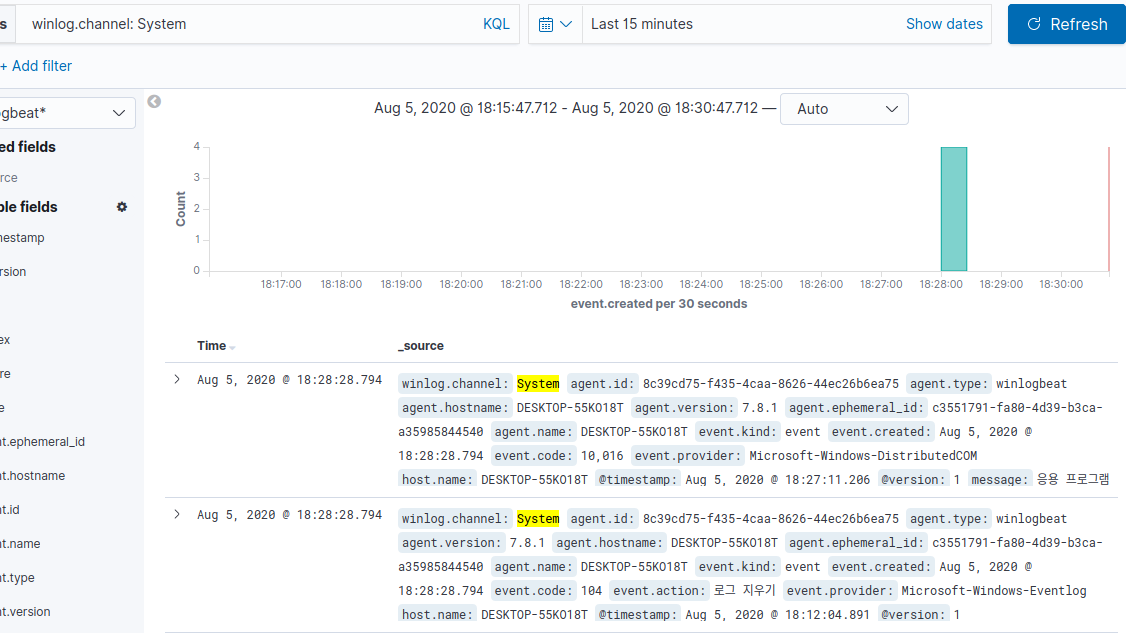 s winlog.channel: System KQL Last 15 minutes Show dates Refresh
+ Add filter
gbeat*
Aug 5, 2020 @ 18:15:47.712 - Aug 5, 2020 @ 18:30:47.712 — Auto
ed fields
rce
ble fields
nestamp
rsion
ex
re
e
nt.ephemeral_id
nt.hostname
nt.id
nt.name
nt.type
nt.version
Count
4
3
2
1
0
18:17:00 18:18:00 18:19:00 18:20:00 18:21:00 18:22:00 18:23:00 18:24:00 18:25:00 18:26:00 18:27:00 18:28:00 18:29:00 18:30:00
event.created per 30 seconds
Time _source
Aug 5, 2020 @ 18:28:28.794 winlog.channel: System agent.id: 8c39cd75-f435-4caa-8626-44ec26b6ea75 agent.type: winlogbeat
agent.hostname: DESKTOP-55KO18T agent.version: 7.8.1 agent.ephemeral_id: c3551791-fa80-4d39-b3ca-
a35985844540 agent.name: DESKTOP-55KO18T event.kind: event event.created: Aug 5, 2020 @
18:28:28.794 event.code: 10,016 event.provider: Microsoft-Windows-DistributedCOM
host.name: DESKTOP-55KO18T @timestamp: Aug 5, 2020 @ 18:27:11.206 @version: 1 message: 응용 프로그램
Aug 5, 2020 @ 18:28:28.794 winlog.channel: System agent.id: 8c39cd75-f435-4caa-8626-44ec26b6ea75 agent.type: winlogbeat
agent.version: 7.8.1 agent.hostname: DESKTOP-55KO18T agent.ephemeral_id: c3551791-fa80-4d39-b3ca-
a35985844540 agent.name: DESKTOP-55KO18T event.kind: event event.created: Aug 5, 2020 @
18:28:28.794 event.code: 104 event.action: 로그 지우기 event.provider: Microsoft-Windows-Eventlog
host.name: DESKTOP-55KO18T @timestamp: Aug 5, 2020 @ 18:12:04.891 @version: 1